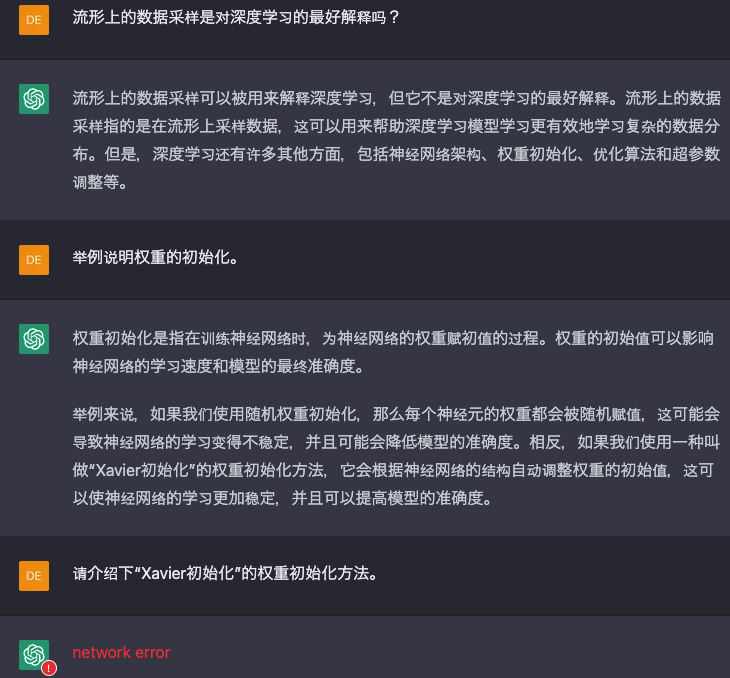 DE
流形上的数据采样是对深度学习的最好解释吗？
流形上的数据采样可以被用来解释深度学习，但它不是对深度学习的最好解释。流形上的数据
采样指的是在流形上采样数据，这可以用来帮助深度学习模型学习更有效地学习复杂的数据分
布。但是，深度学习还有许多其他方面，包括神经网络架构、权重初始化、优化算法和超参数
调整等。
DE
举例说明权重的初始化。
权重初始化是指在训练神经网络时，为神经网络的权重赋初值的过程。权重的初始值可以影响
神经网络的学习速度和模型的最终准确度。
举例来说，如果我们使用随机权重初始化，那么每个神经元的权重都会被随机赋值，这可能会
导致神经网络的学习变得不稳定，并且可能会降低模型的准确度。相反，如果我们使用一种叫
做“Xavier初始化”的权重初始化方法，它会根据神经网络的结构自动调整权重的初始值，这可
以使神经网络的学习更加稳定，并且可以提高模型的准确度。
DE
请介绍下“Xavier初始化”的权重初始化方法。
!
network error